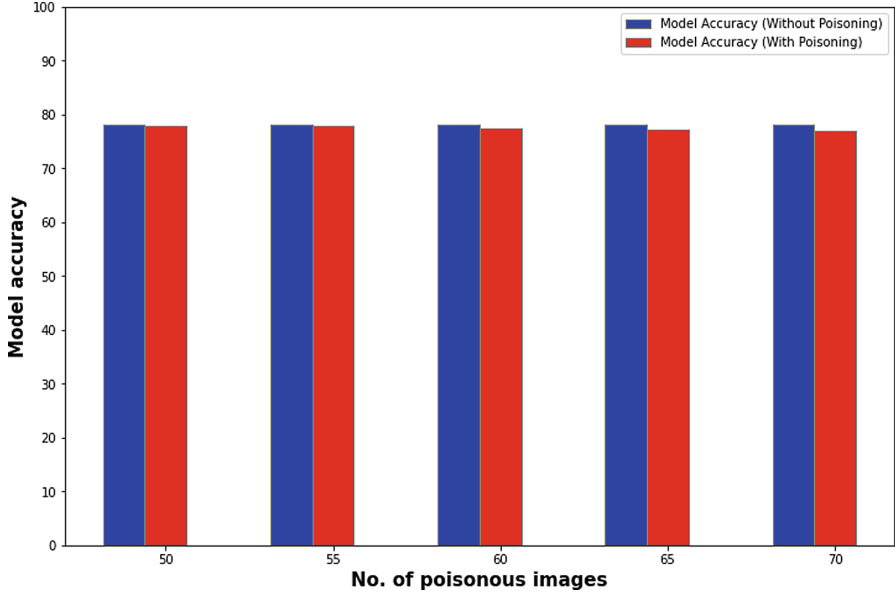 Model Accuracy (Without Poisoning)
Model Accuracy (With Poisoning)
100
90
80
70
60
50
40
30
20
10
0
Model accuracy
50 55 60 65 70
No. of poisonous images